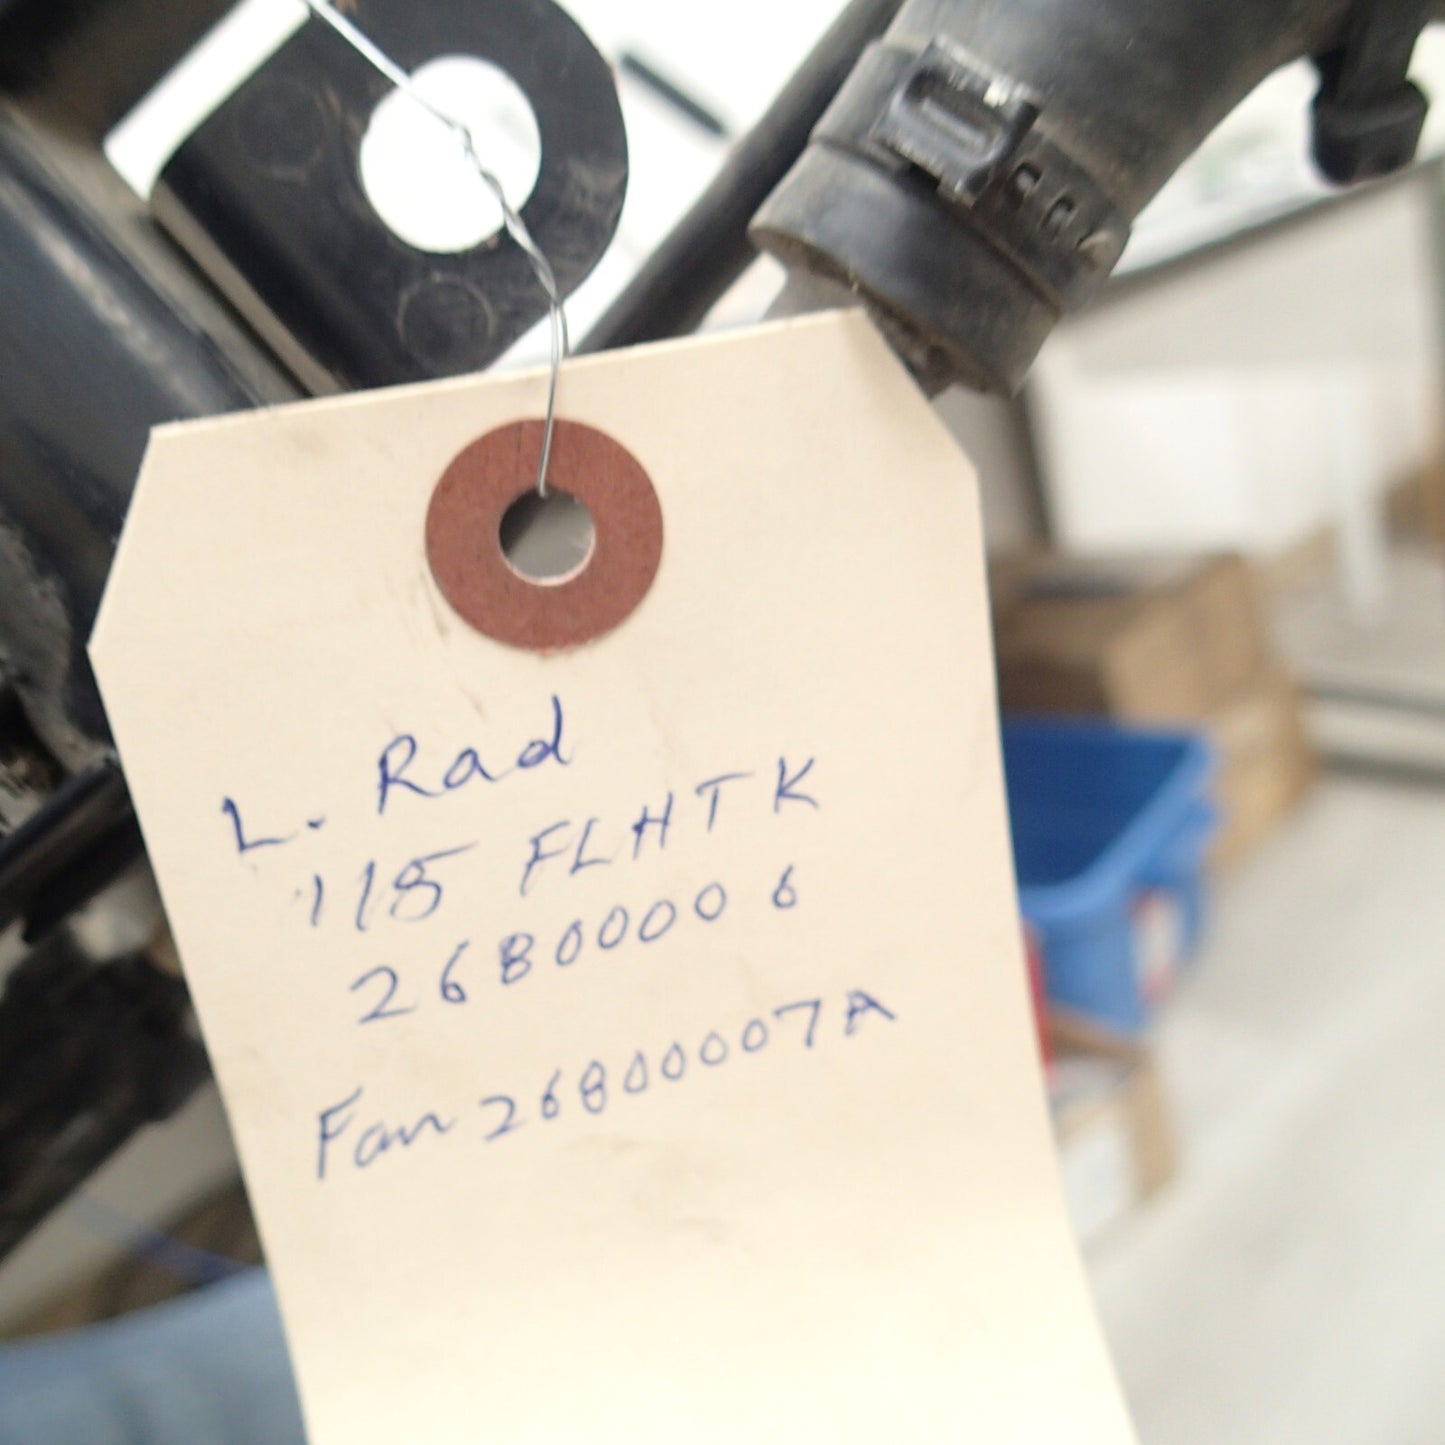 L. Rad
'15 FLHTK
26800006
Fan 26800007A